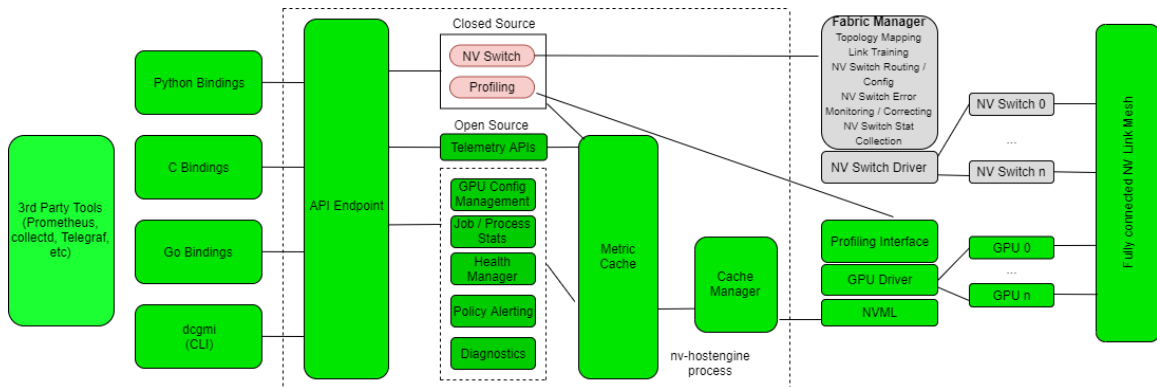 3rd Party Tools
(Prometheus,
collectd, Telegraf,
etc)
Python Bindings
C Bindings
Go Bindings
dcgmi
(CLI)
API Endpoint
Closed Source
NV Switch
Profiling
Open Source
Telemetry APIs
GPU Config
Management
Job / Process
Stats
Health
Manager
Policy Alerting
Diagnostics
Metric
Cache
Cache
Manager
nv-hostengine
process
Fabric Manager
Topology Mapping
Link Training
NV Switch Routing /
Config
NV Switch Error
Monitoring / Correcting
NV Switch Stat
Collection
NV Switch Driver
Profiling Interface
GPU Driver
NVML
NV Switch 0
...
NV Switch n
GPU 0
...
GPU n
Fully connected NV Link Mesh